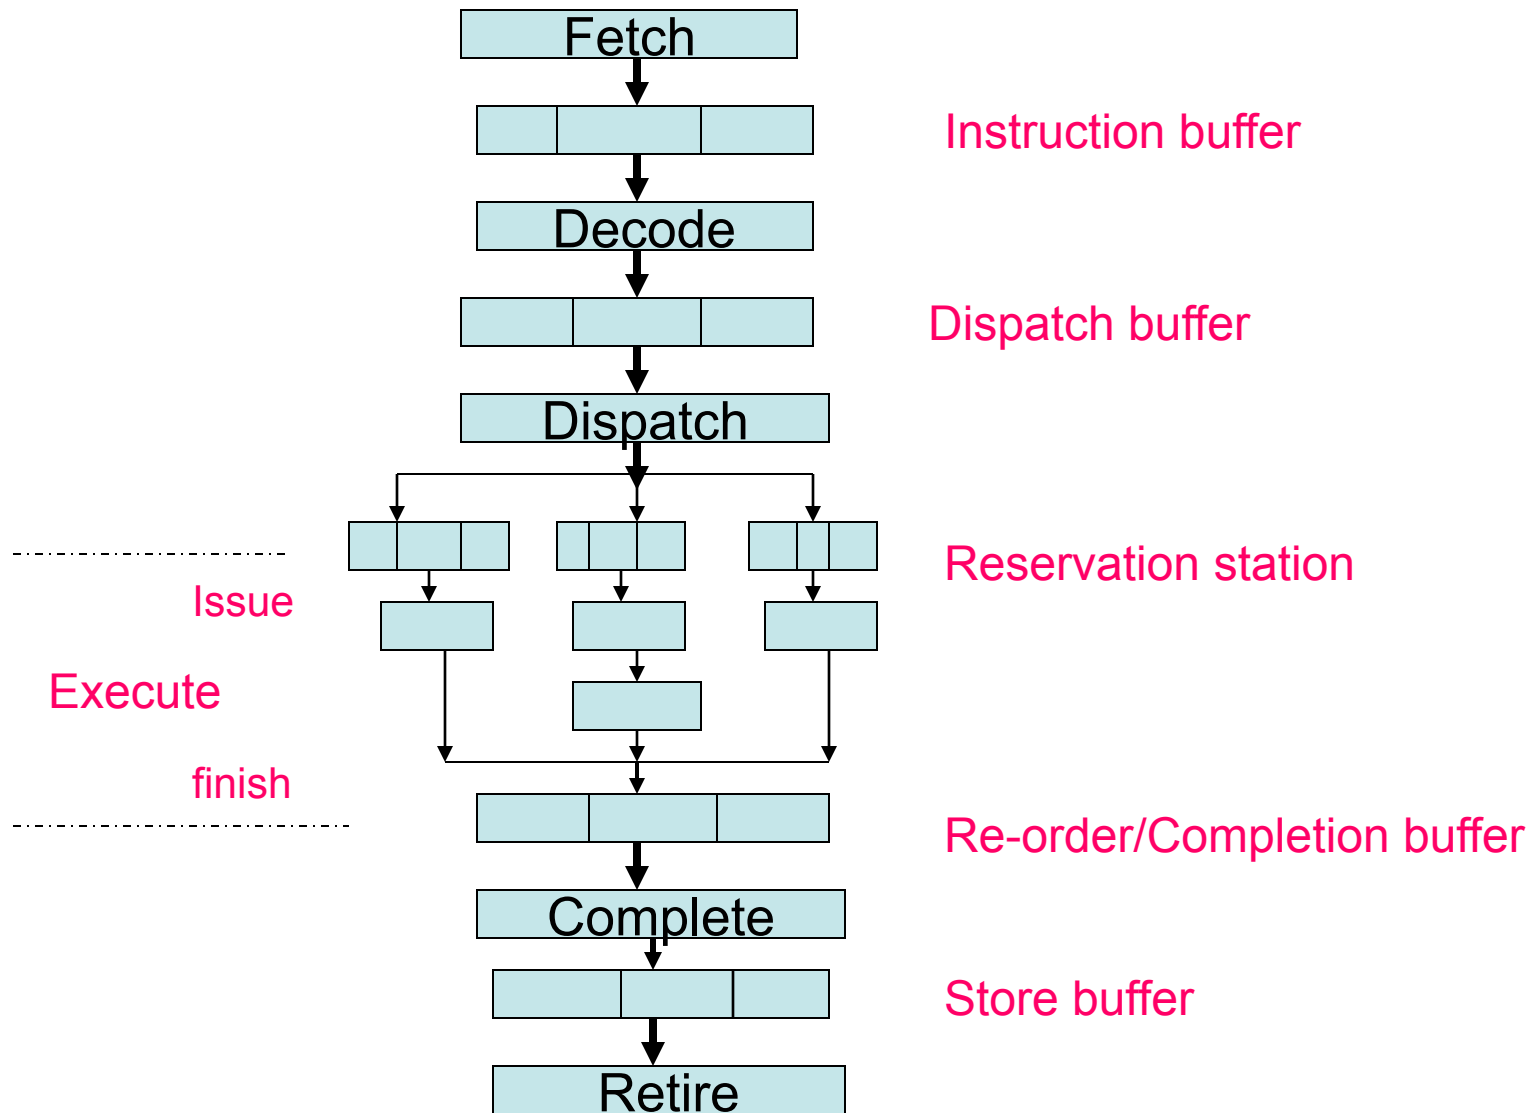 Fetch
Instruction buffer
Decode
Dispatch buffer
Dispatch
Reservation station
Issue
Execute
finish
Re-order/Completion buffer
Complete
Store buffer
Retire